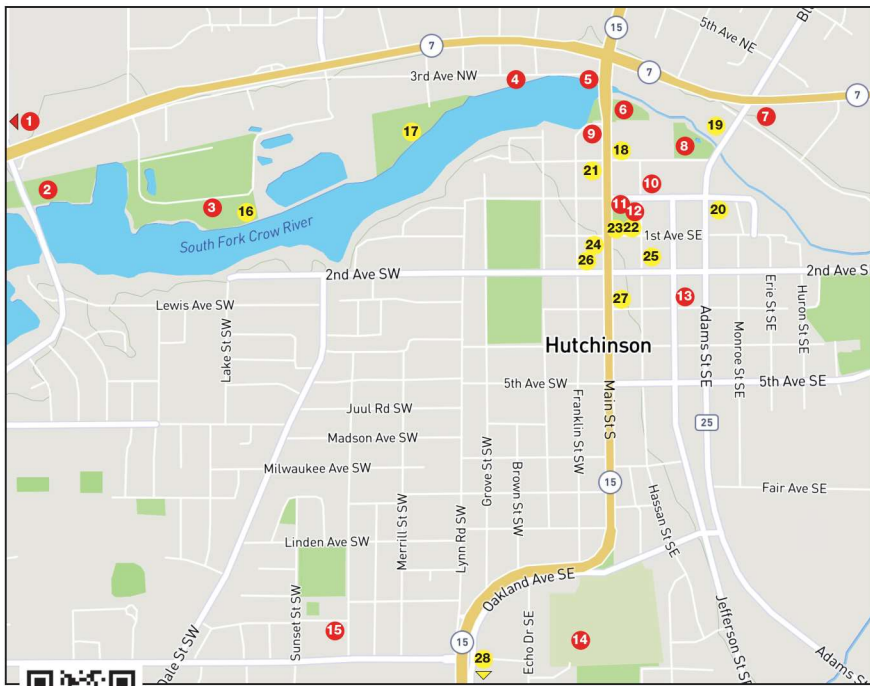 15
5th Ave NE
7
3rd Ave NW
4
5
7
7
1
6
7
17
19
9
18
8
21
10
2
3
16
11
12
20
South Fork Crow River
23
22
1st Ave SE
24
25
26
2nd Ave SW
2nd Ave S
Lewis Ave SW
27
13
Lake St SW
Adams St SE
Erie St SE
Huron St SE
Monroe St SE
Hutchinson
5th Ave SW
Main St S
5th Ave SE
Franklin St SW
Juul Rd SW
25
Madson Ave SW
Milwaukee Ave SW
Grove St SW
Brown St SW
15
Hassan St SE
Fair Ave SE
Merrill St SW
Lynn Rd SW
Linden Ave SW
Oakland Ave SE
Sunset St SW
15
14
15
28
Echo Dr SE
Jefferson St SE
Dale St SW
Adams S